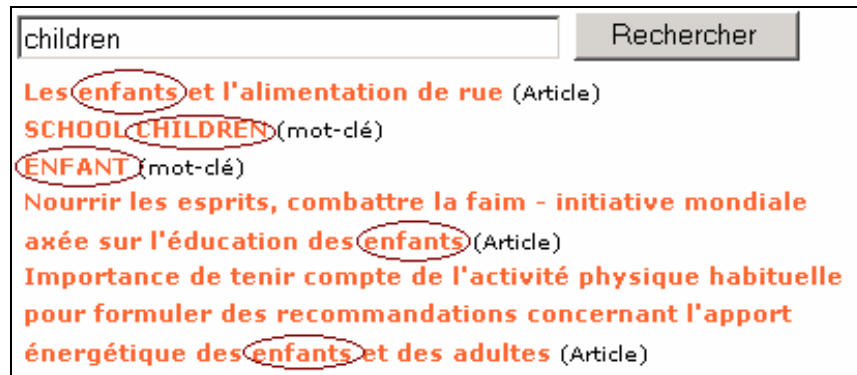 children Rechercher
Les enfants et l'alimentation de rue (Article)
SCHOOL CHILDREN (mot-clé)
ENFANT (mot-clé)
Nourrir les esprits, combattre la faim - initiative mondiale
axée sur l'éducation des enfants (Article)
Importance de tenir compte de l'activité physique habituelle
pour formuler des recommandations concernant l'apport
énergétique des enfants et des adultes (Article)